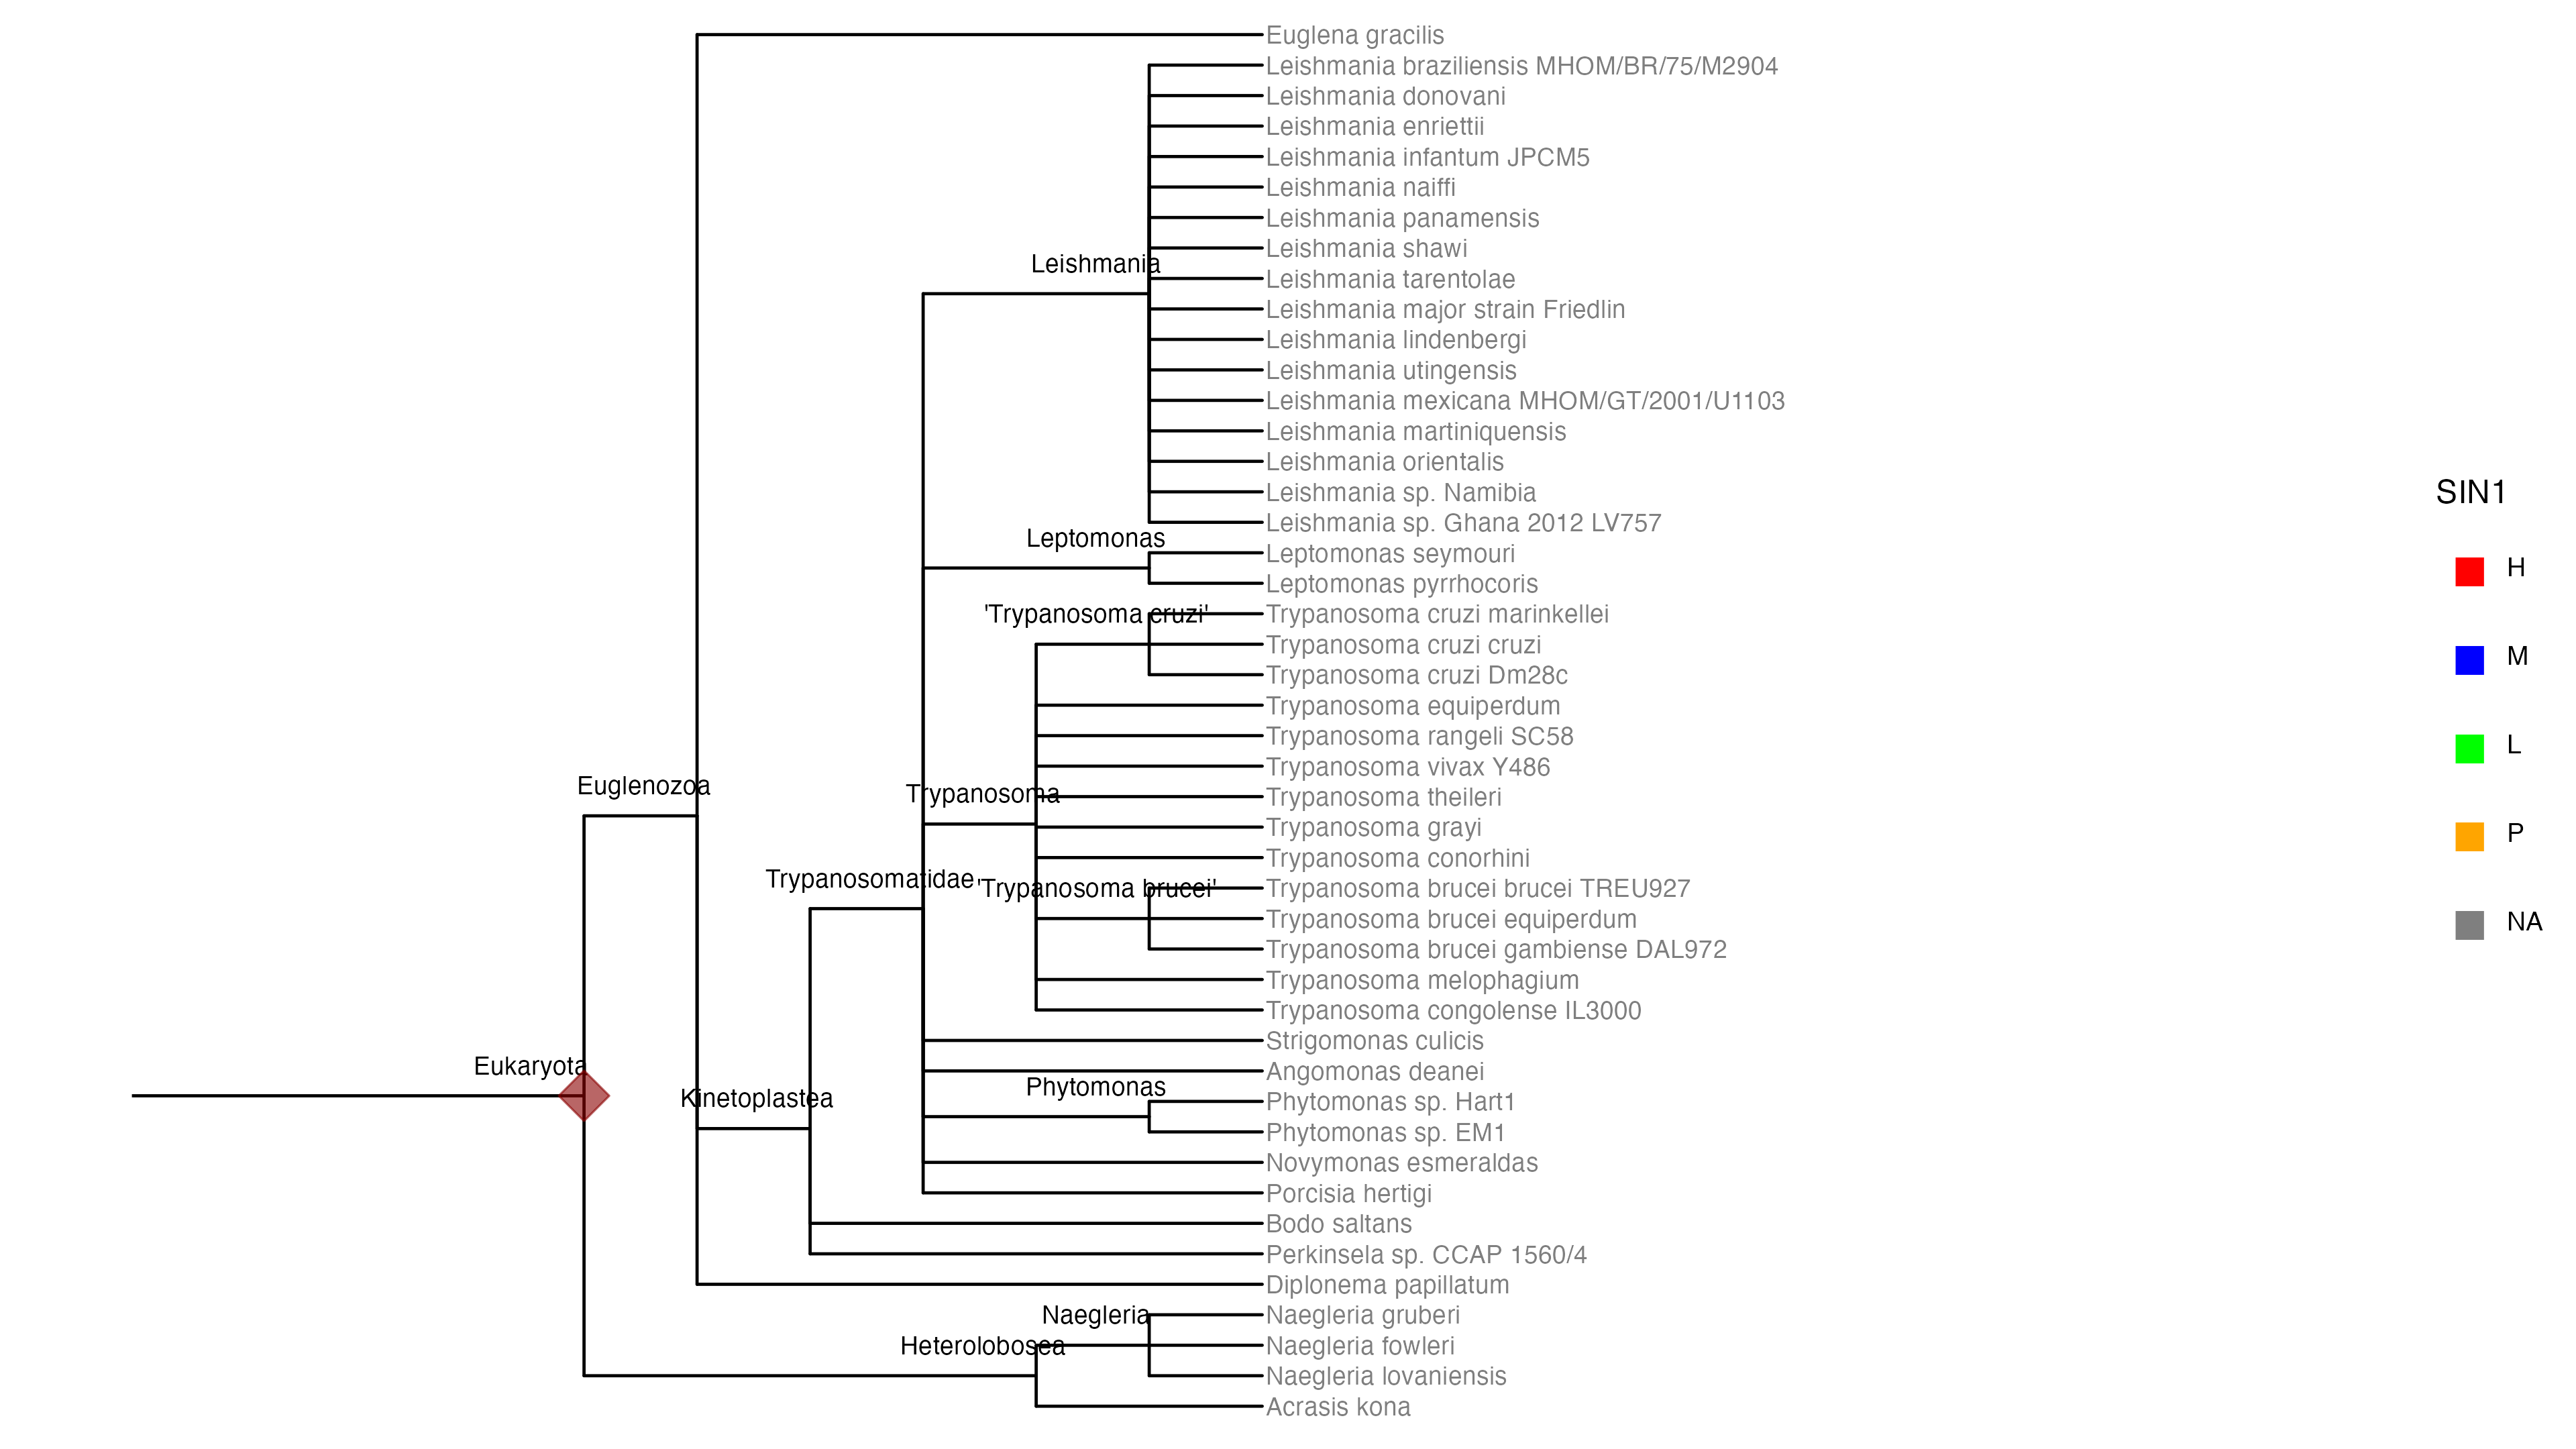 Euglena gracilis
Leishmania braziliensis MHOM/BR/75/M2904
Leishmania donovani
Leishmania enriettii
Leishmania infantum JPCM5
Leishmania naiffi
Leishmania panamensis
Leishmania shawi
Leishmania
Leishmania tarentolae
Leishmania major strain Friedlin
Leishmania lindenbergi
Leishmania utingensis
Leishmania mexicana MHOM/GT/2001/U1103
Leishmania martiniquensis
Leishmania orientalis
Leishmania sp. Namibia
Leishmania sp. Ghana 2012 LV757
Leptomonas
Leptomonas seymouri
Leptomonas pyrrhocoris
'Trypanosoma cruzi'
Trypanosoma cruzi marinkellei
Trypanosoma cruzi cruzi
Trypanosoma cruzi Dm28c
Trypanosoma equiperdum
Trypanosoma rangeli SC58
Trypanosoma vivax Y486
Euglenozoa
Trypanosoma
Trypanosoma theileri
Trypanosoma grayi
Trypanosoma conorhini
Trypanosomatidae
'Trypanosoma brucei'
Trypanosoma brucei brucei TREU927
Trypanosoma brucei equiperdum
Trypanosoma brucei gambiense DAL972
Trypanosoma melophagium
Trypanosoma congolense IL3000
Strigomonas culicis
Eukaryota
Angomonas deanei
Phytomonas
Kinetoplastea
Phytomonas sp. Hart1
Phytomonas sp. EM1
Novymonas esmeraldas
Porcisia hertigi
Bodo saltans
Perkinsela sp. CCAP 1560/4
Diplonema papillatum
Naegleria
Naegleria gruberi
Heterolobosea
Naegleria fowleri
Naegleria lovaniensis
Acrasis kona
SIN1
H
M
L
P
NA